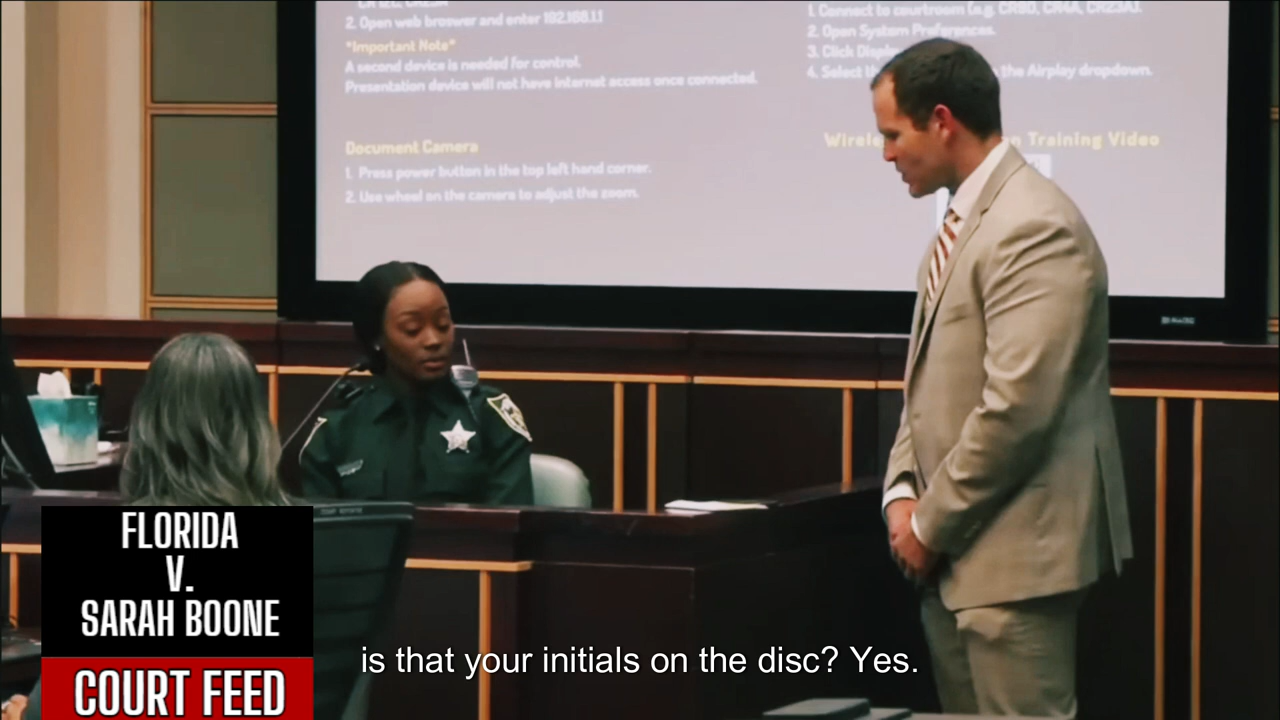 2. Open web browser and enter 192.168.1.1
*Important Note*
A second device is needed for control.
Presentation device will not have internet access once connected.
Document Camera
1. Press power button in the top left hand corner.
2. Use wheel on the camera to adjust the zoom.
1. Connect to courtroom (e.g. CR90, CR4A, CR23A).
2. Open System Preferences.
3. Click
4. Select the Airplay dropdown.
Training Video
FLORIDA
V.
SARAH BOONE
COURT FEED
is that your initials on the disc? Yes.